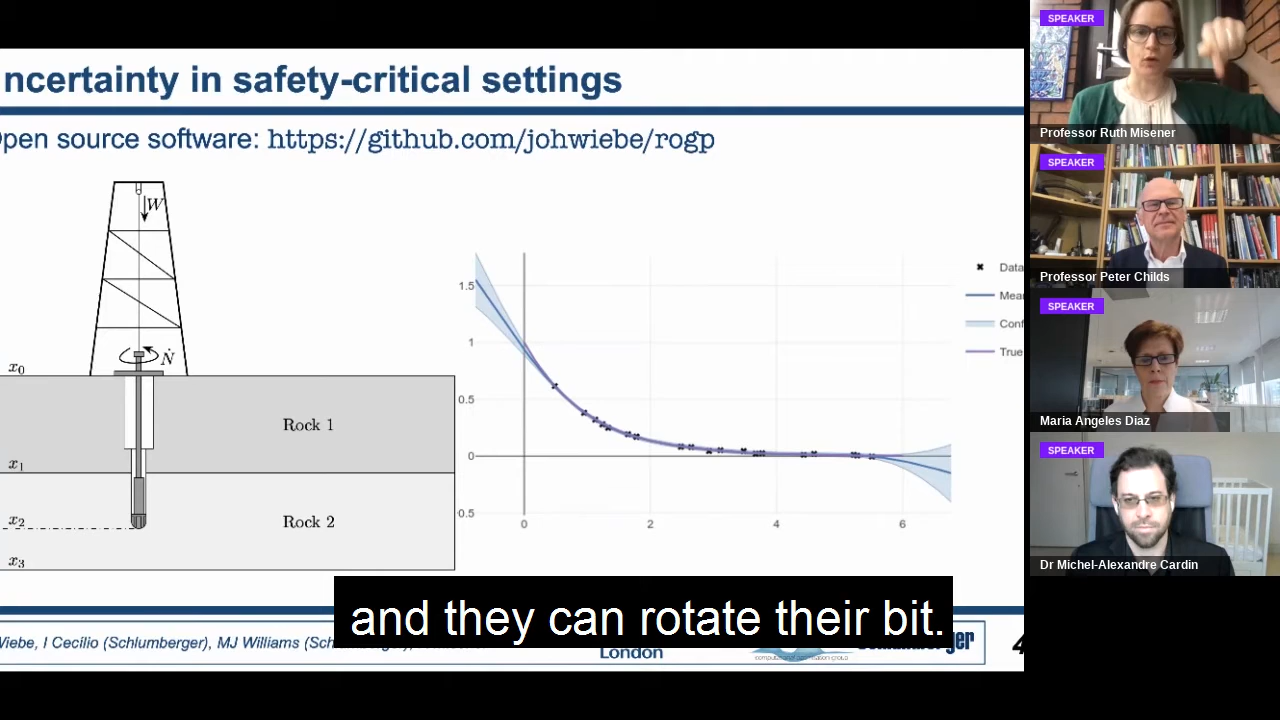 ncertainty in safety-critical settings
pen source software: https://github.com/johwiebe/rogp
W
Ṅ
x0
Rock 1
x1
x2
Rock 2
x3
1.5
1
0.5
0
0.5
0
2
4
6
Data
Mea
Conf
True
Wiebe, I Cecilio (Schlumberger), MJ Williams (Sch
London
and they can rotate their bit.
SPEAKER
Professor Ruth Misener
SPEAKER
Professor Peter Childs
SPEAKER
Maria Angeles Diaz
SPEAKER
Dr Michel-Alexandre Cardin